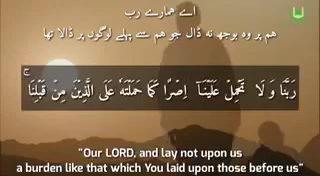 اے ہمارے رب
ہم پر وہ بوجھ نہ ڈال جو ہم سے پہلے لوگوں پر ڈالا تھا
رَبَّنَا وَلَا تَحْمِلْ عَلَيْنَآ اِصْرًا كَمَا حَمَلْتَهٗ عَلَى الَّذِيْنَ مِنْ قَبْلِنَا ۚ
"Our LORD, and lay not upon us
a burden like that which You laid upon those before us"